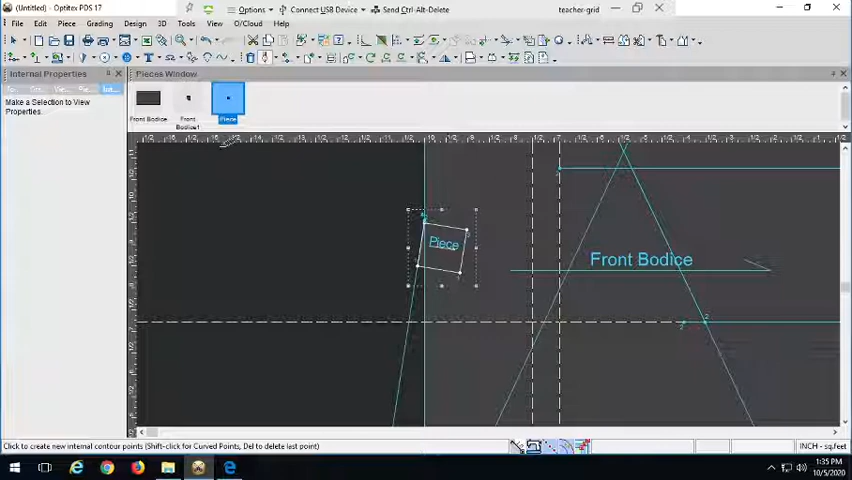 (Untitled) - Optitex PDS 17
Options
Connect USB Device
Send Ctrl-Alt-Delete
teacher-grid
File Edit Piece Grading Design 3D Tools View O/Cloud Help
Internal Properties
Pieces Window
Int...
Make a Selection to View
Properties.
Front Bodice
Front
Bodice1
Piece
Piece
Front Bodice
2
Click to create new internal contour points (Shift-click for Curved Points, Del to delete last point)
INCH - sq.feet
1:35 PM
10/5/2020